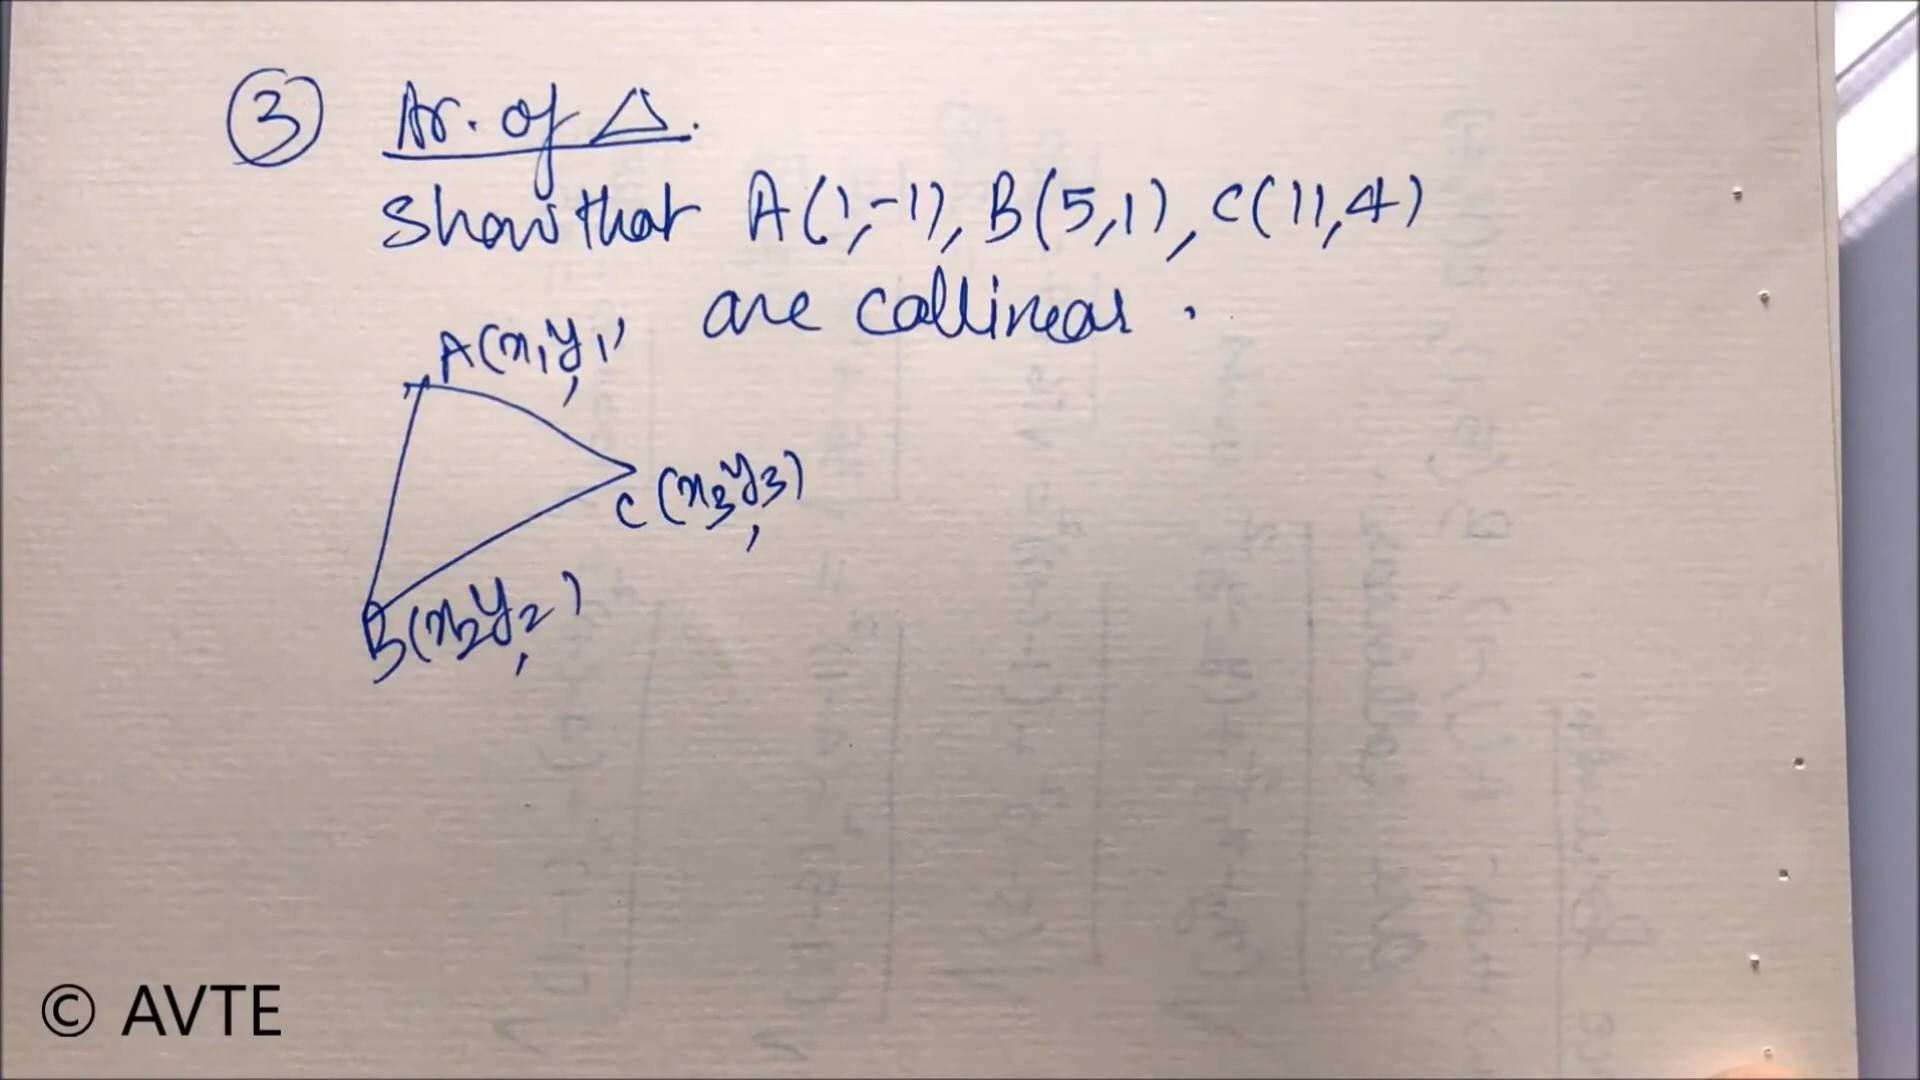 ③ Ar. of △.
Show that A(1,-1), B(5,1), C(11,4)
are collinear.
A(x₁,y₁)
C(x₃,y₃)
B(x₂,y₂)
© AVTE